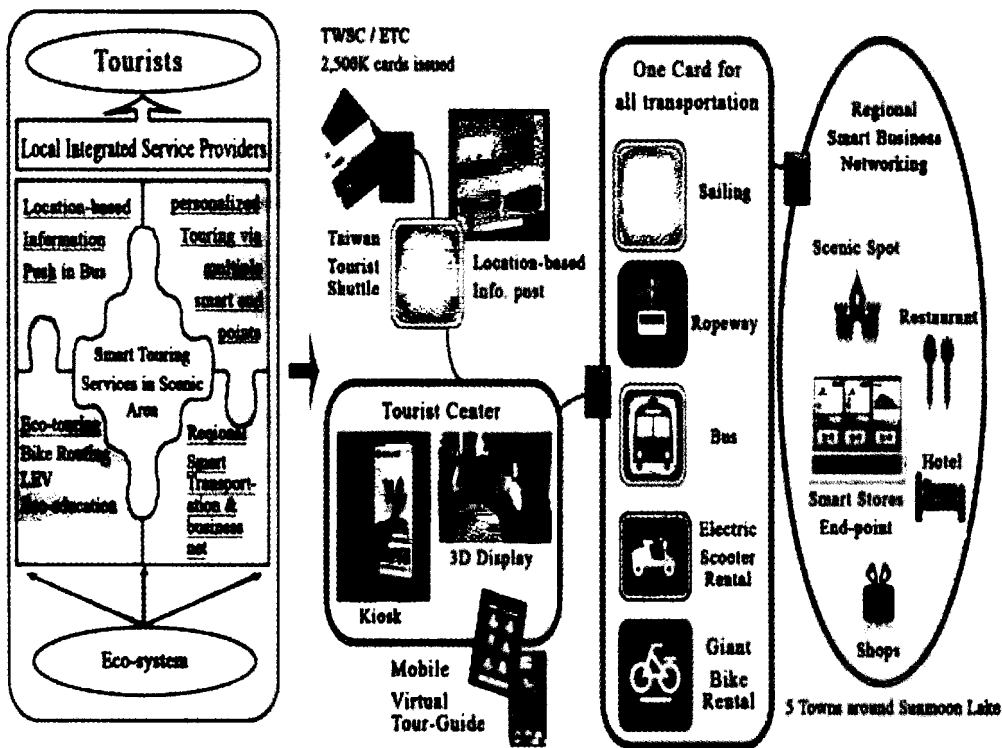 Tourists
Local Integrated Service Providers
Location-based
Information
Push in Bus
personalized
Touring via
multiple
smart end
points
Smart Touring
Services in Scenic
Area
Eco-touring
Bike Routing
LEV
Eco-education
Regional
Smart
Transport-
ation &
business
net
Eco-system
TWSC / ETC
2,500K cards issued
Taiwan
Tourist
Shuttle
Location-based
Info. post
Tourist Center
3D Display
Kiosk
Mobile
Virtual
Tour-Guide
One Card for
all transportation
Sailing
Ropeway
Bus
Electric
Scooter
Rental
Giant
Bike
Rental
Regional
Smart Business
Networking
Scenic Spot
Restaurant
Hotel
Smart Stores
End-point
Shops
5 Towns around Sunmoon Lake